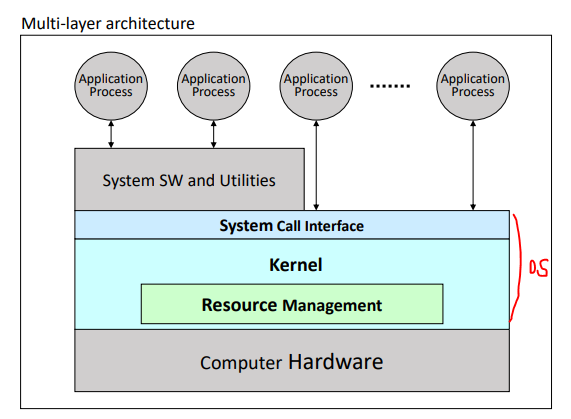 Multi-layer architecture
Application
Process
Application
Process
Application
Process
.......
Application
Process
System SW and Utilities
System Call Interface
Kernel
OS
Resource Management
Computer Hardware